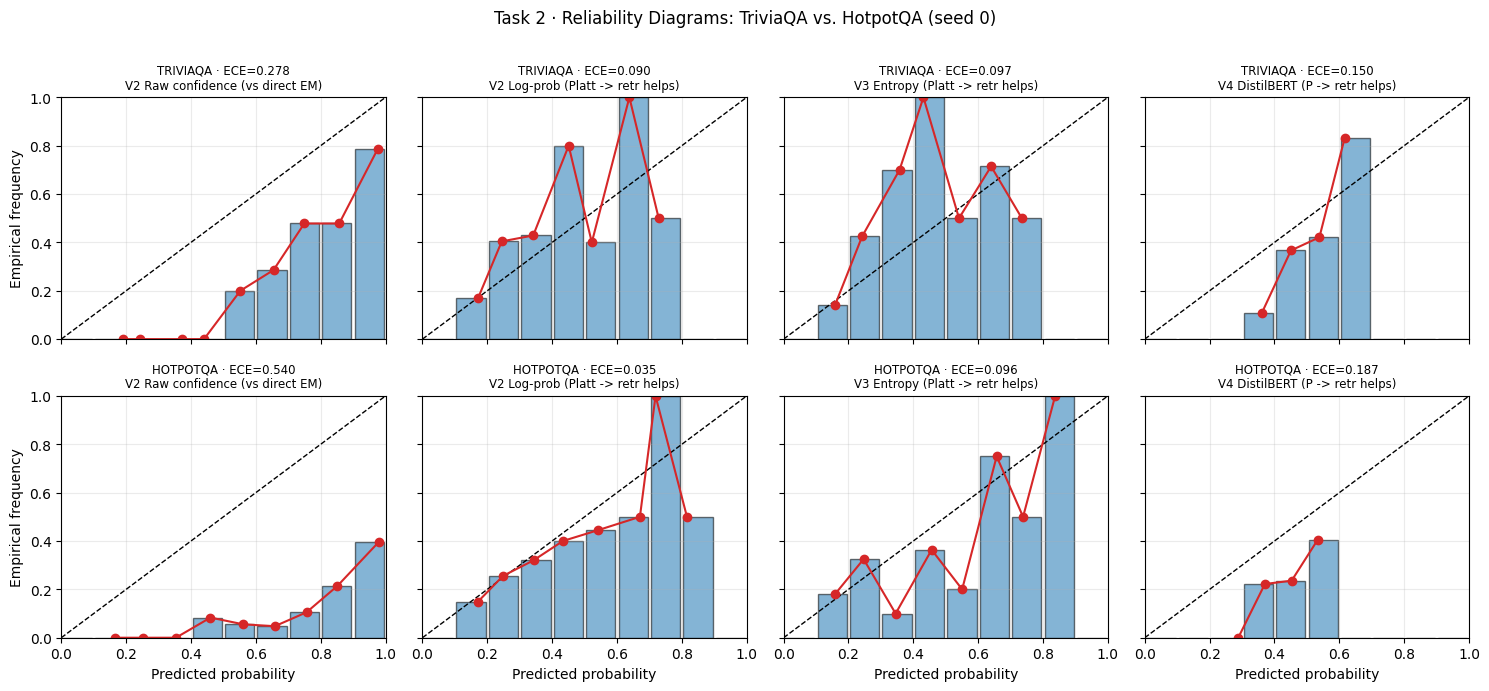 Task 2 · Reliability Diagrams: TriviaQA vs. HotpotQA (seed 0)
TRIVIAQA · ECE=0.278
V2 Raw confidence (vs direct EM)
TRIVIAQA · ECE=0.090
V2 Log-prob (Platt -> retr helps)
TRIVIAQA · ECE=0.097
V3 Entropy (Platt -> retr helps)
TRIVIAQA · ECE=0.150
V4 DistilBERT (P -> retr helps)
Empirical frequency
1.0
0.8
0.6
0.4
0.2
0.0
HOTPOTQA · ECE=0.540
V2 Raw confidence (vs direct EM)
HOTPOTQA · ECE=0.035
V2 Log-prob (Platt -> retr helps)
HOTPOTQA · ECE=0.096
V3 Entropy (Platt -> retr helps)
HOTPOTQA · ECE=0.187
V4 DistilBERT (P -> retr helps)
Empirical frequency
1.0
0.8
0.6
0.4
0.2
0.0
0.0 0.2 0.4 0.6 0.8 1.0
0.0 0.2 0.4 0.6 0.8 1.0
0.0 0.2 0.4 0.6 0.8 1.0
0.0 0.2 0.4 0.6 0.8 1.0
Predicted probability
Predicted probability
Predicted probability
Predicted probability